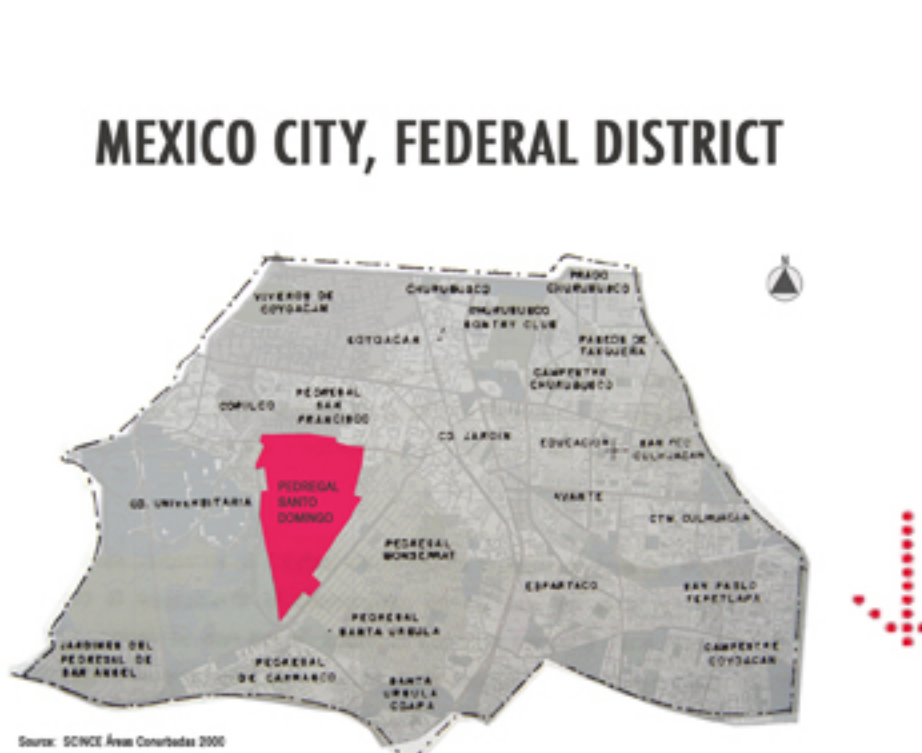 MEXICO CITY, FEDERAL DISTRICT
N
PRADO
CHURUBUSCO
VIVEROS DE
COYOACAN
CHURUBUSCO
CHURUBUSCO
COUNTRY CLUB
COYOACAN
PASEOS DE
TAXQUEÑA
CAMPESTRE
CHURUBUSCO
PEDREGAL
SAN
FRANCISCO
COPILCO
CD. JARDIN
EDUCACION
SAN FCO
CULHUACAN
PEDREGAL
SANTO
DOMINGO
CD. UNIVERSITARIA
AVANTE
CTM. CULHUACAN
PEDREGAL
MONSERRAT
ESPARTACO
SAN PABLO
TEPETLAPA
PEDREGAL
SANTA URSULA
JARDINES DEL
PEDREGAL DE
SAN ANGEL
PEDREGAL
DE CARRASCO
CAMPESTRE
COYOACAN
SANTA
URSULA
COAPA
Source: SCINCE Áreas Conurbadas 2000